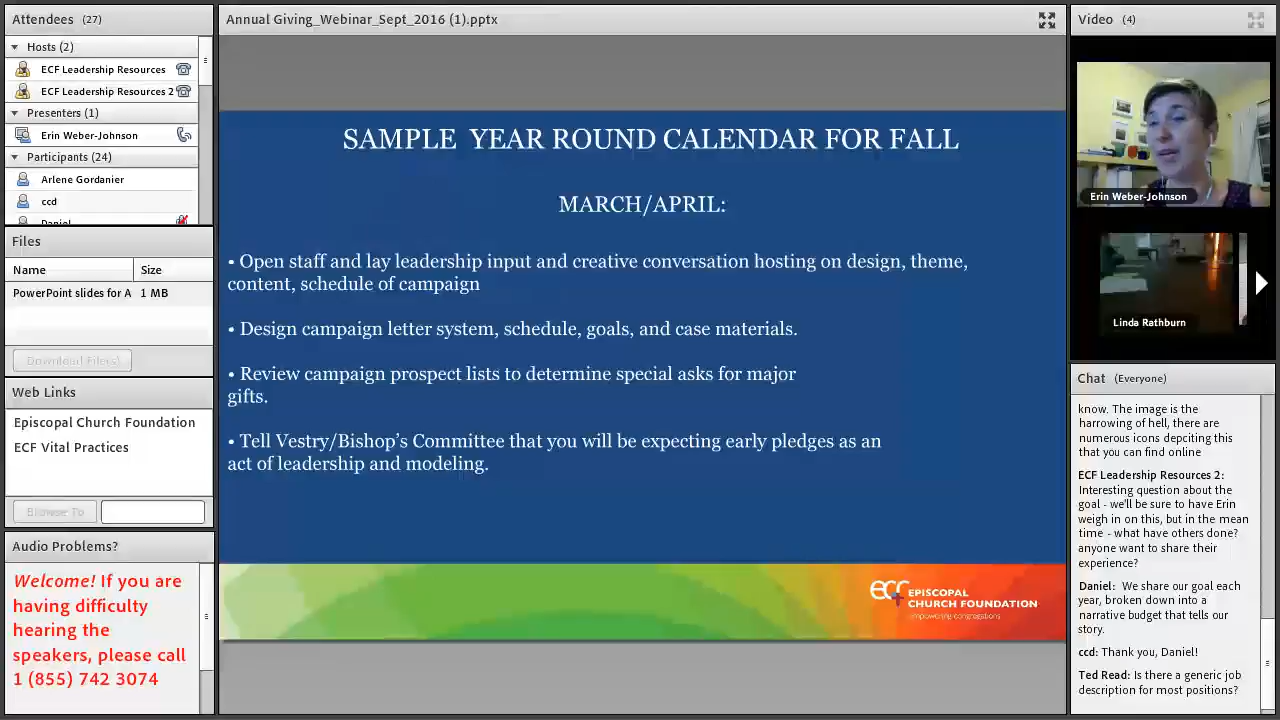 Attendees (27)
Hosts (2)
ECF Leadership Resources
ECF Leadership Resources 2
Presenters (1)
Erin Weber-Johnson
Participants (24)
Arlene Gordanier
ccd
Daniel
Files
Name Size
PowerPoint slides for A 1 MB
Download File(s)
Web Links
Episcopal Church Foundation
ECF Vital Practices
Browse To
Audio Problems?
Welcome! If you are
having difficulty
hearing the
speakers, please call
1 (855) 742 3074
Annual Giving_Webinar_Sept_2016 (1).pptx
SAMPLE YEAR ROUND CALENDAR FOR FALL
MARCH/APRIL:
• Open staff and lay leadership input and creative conversation hosting on design, theme,
content, schedule of campaign
• Design campaign letter system, schedule, goals, and case materials.
• Review campaign prospect lists to determine special asks for major
gifts.
• Tell Vestry/Bishop's Committee that you will be expecting early pledges as an
act of leadership and modeling.
ecf EPISCOPAL
CHURCH FOUNDATION
empowering congregations
Video (4)
Erin Weber-Johnson
Linda Rathburn
Chat (Everyone)
know. The image is the
harrowing of hell, there are
numerous icons depciting this
that you can find online
ECF Leadership Resources 2:
Interesting question about the
goal - we'll be sure to have Erin
weigh in on this, but in the mean
time - what have others done?
anyone want to share their
experience?
Daniel: We share our goal each
year, broken down into a
narrative budget that tells our
story.
ccd: Thank you, Daniel!
Ted Read: Is there a generic job
description for most positions?